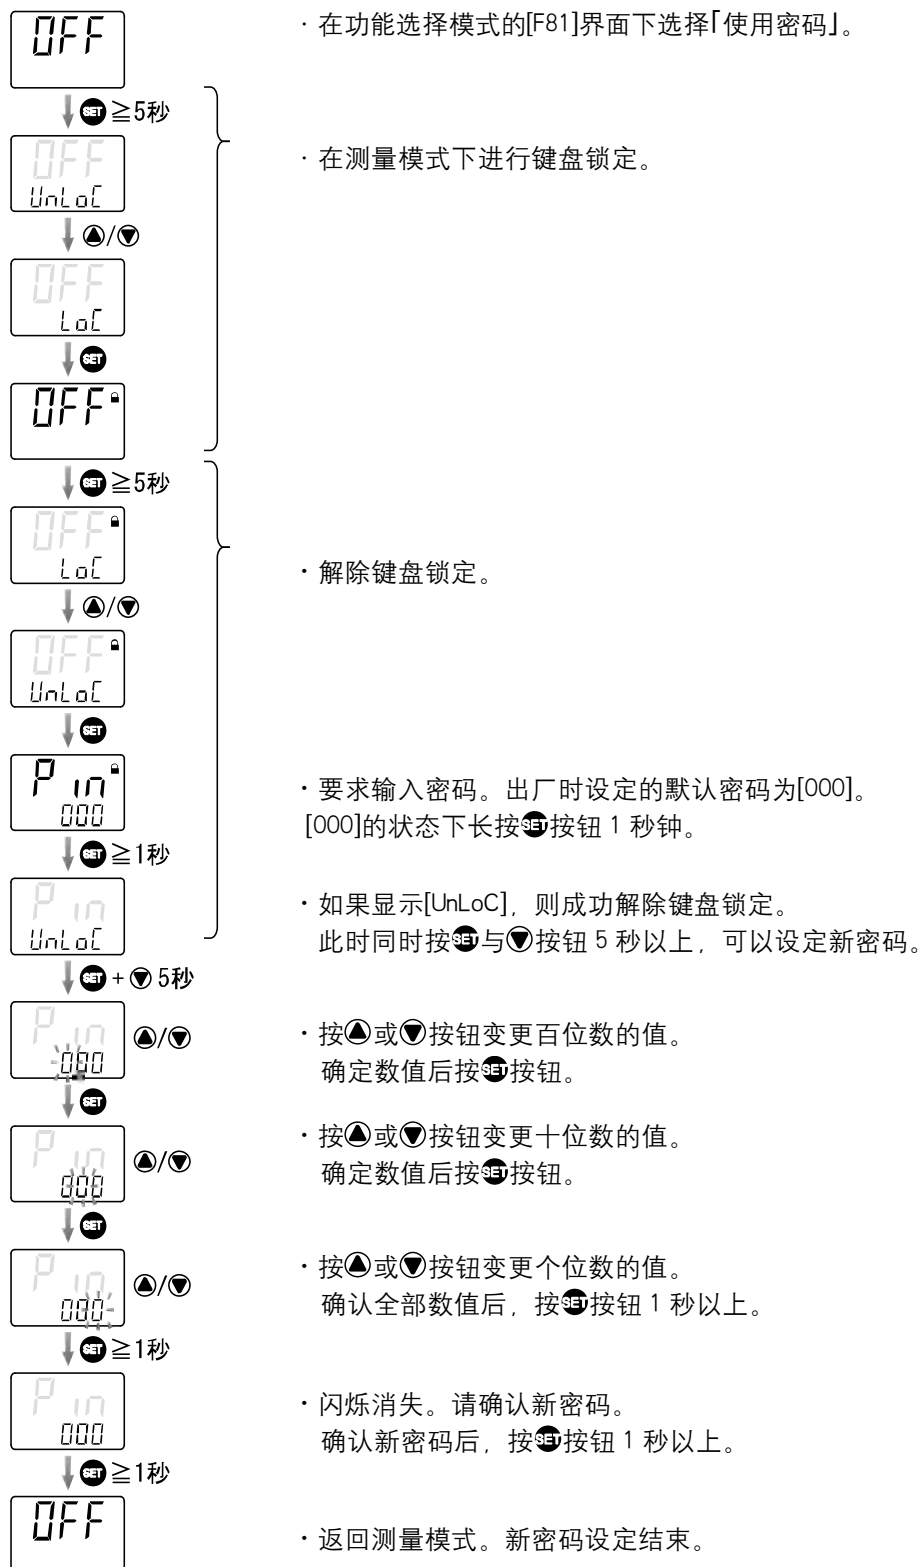 OFF
·在功能选择模式的[F81]界面下选择「使用密码」。
SET ≧5秒
OFF
UnLoC
·在测量模式下进行键盘锁定。
▲/▼
OFF
LoC
SET
OFF
SET ≧5秒
OFF
LoC
·解除键盘锁定。
▲/▼
OFF
UnLoC
SET
Pin
000
·要求输入密码。出厂时设定的默认密码为[000]。
[000]的状态下长按SET按钮 1 秒钟。
SET ≧1秒
Pin
UnLoC
·如果显示[UnLoC]，则成功解除键盘锁定。
此时同时按SET与▼按钮 5 秒以上，可以设定新密码。
SET + ▼ 5秒
Pin
000
▲/▼
·按▲或▼按钮变更百位数的值。
确定数值后按SET按钮。
SET
Pin
000
▲/▼
·按▲或▼按钮变更十位数的值。
确定数值后按SET按钮。
SET
Pin
000
▲/▼
·按▲或▼按钮变更个位数的值。
确认全部数值后，按SET按钮 1 秒以上。
SET ≧1秒
Pin
000
·闪烁消失。请确认新密码。
确认新密码后，按SET按钮 1 秒以上。
SET ≧1秒
OFF
·返回测量模式。新密码设定结束。